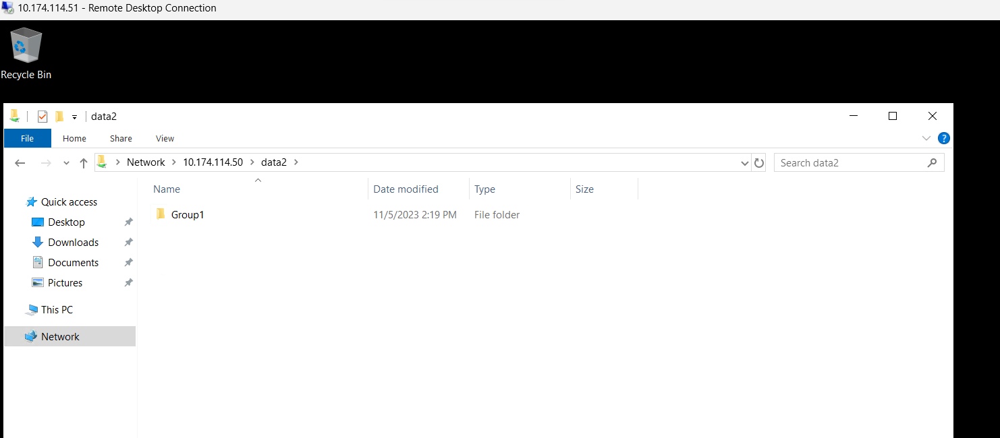 10.174.114.51 - Remote Desktop Connection
Recycle Bin
data2
File Home Share View
Network 10.174.114.50 data2
Search data2
Name Date modified Type Size
Quick access
Desktop
Downloads
Documents
Pictures
This PC
Network
Group1 11/5/2023 2:19 PM File folder